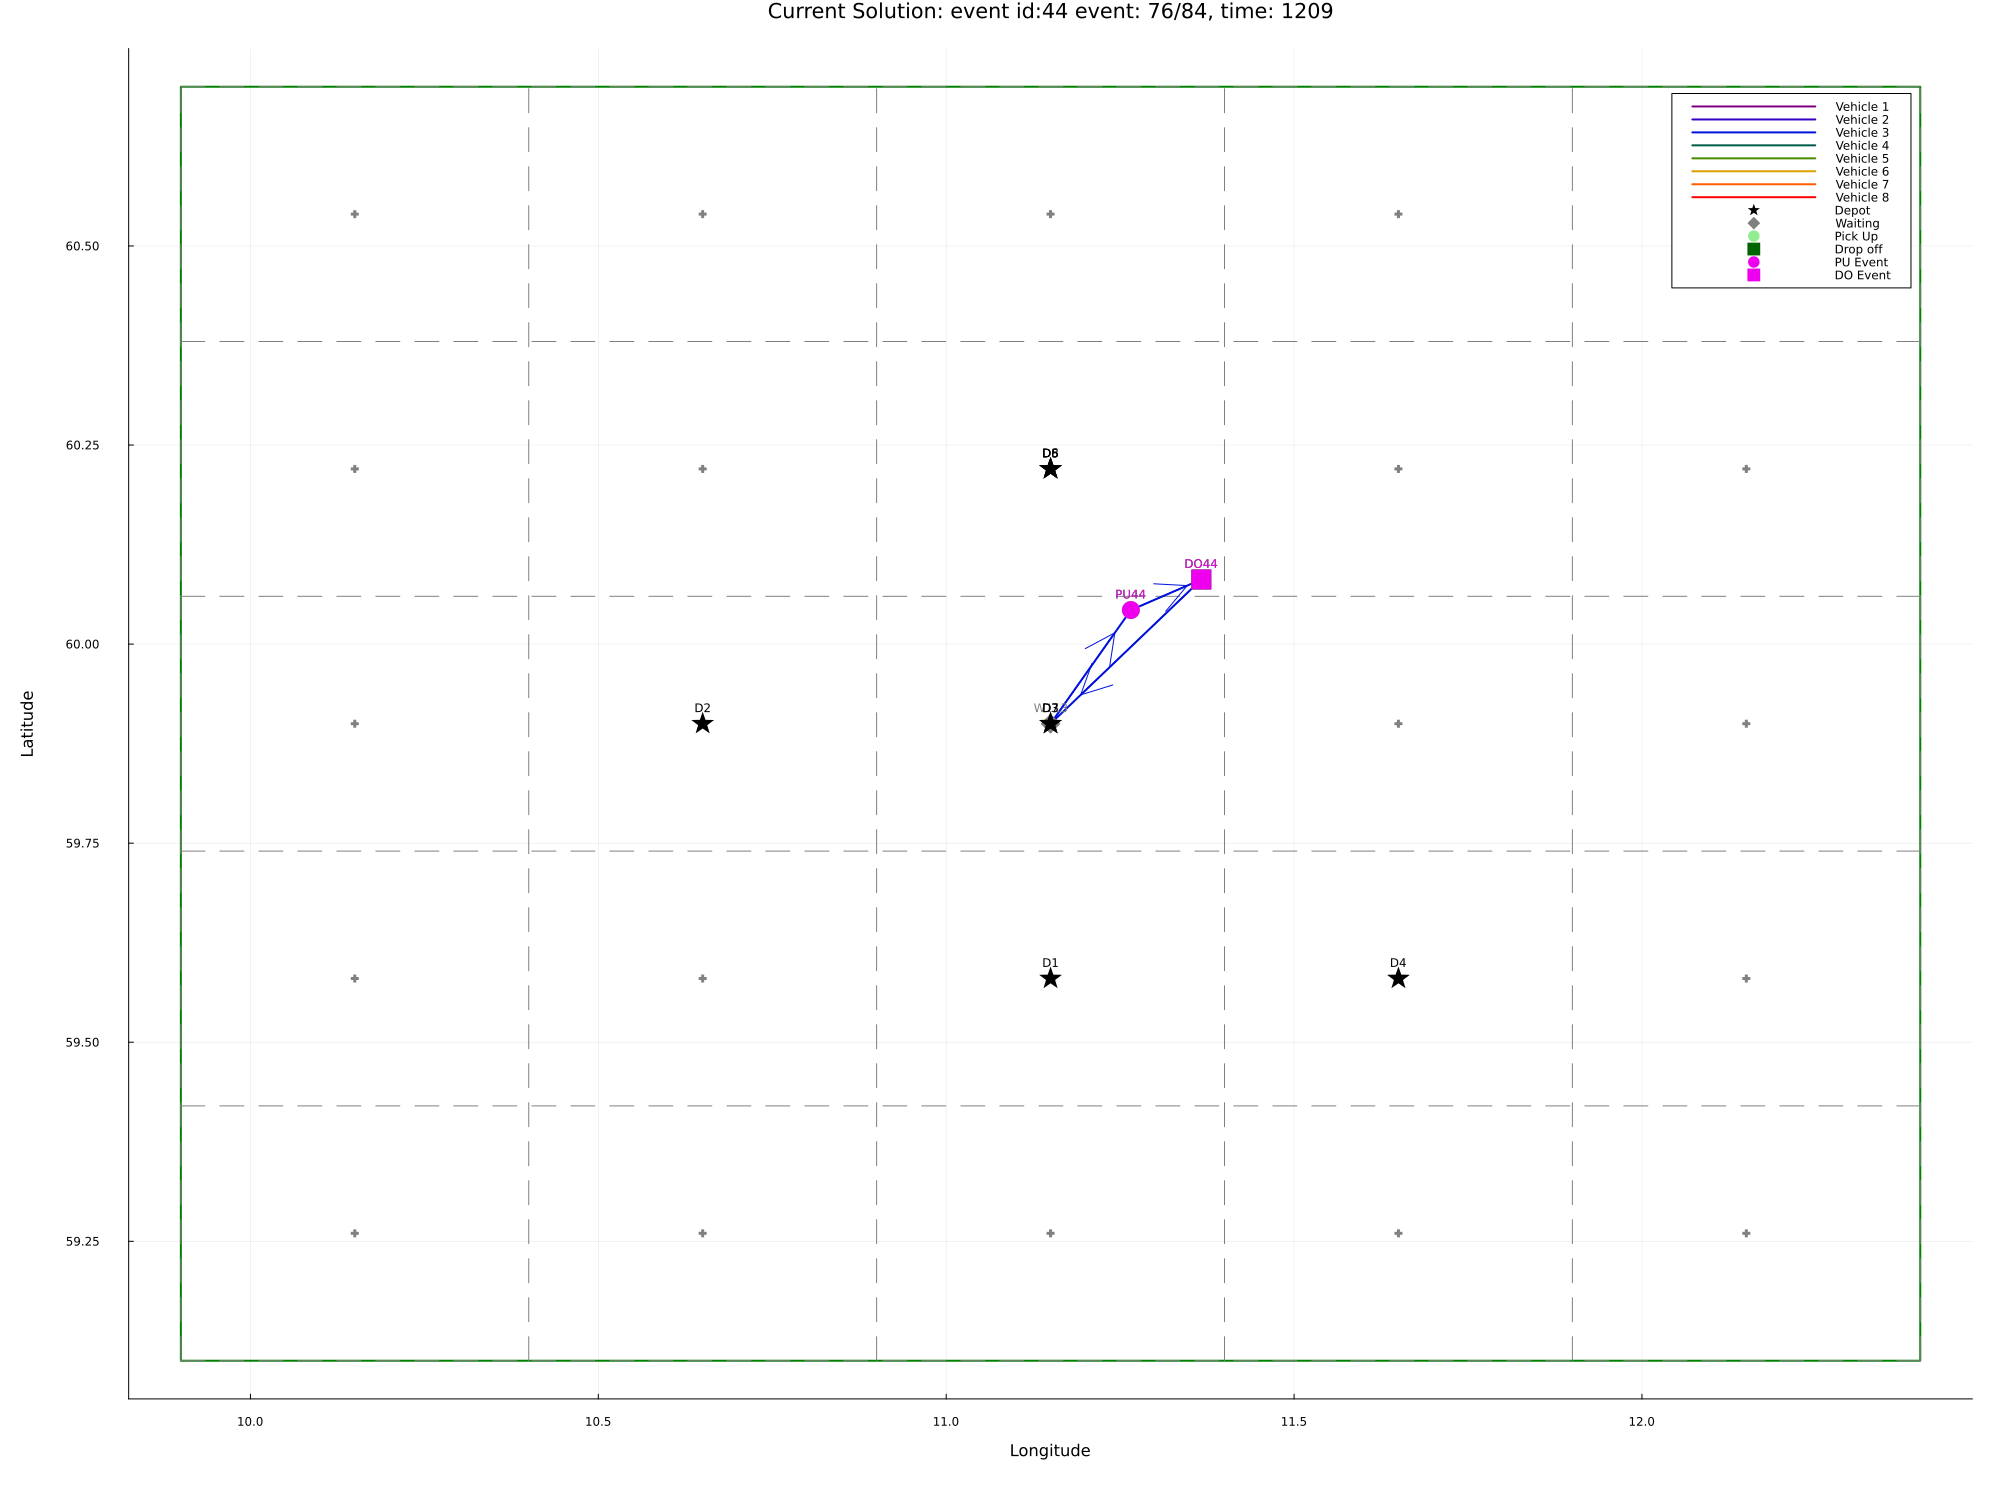 Current Solution: event id:44 event: 76/84, time: 1209
Vehicle 1
Vehicle 2
Vehicle 3
Vehicle 4
Vehicle 5
Vehicle 6
Vehicle 7
Vehicle 8
Depot
Waiting
Pick Up
Drop off
PU Event
DO Event
60.50
60.25
60.00
59.75
59.50
59.25
Latitude
DO44
PU44
D2
D1
D4
10.0
10.5
11.0
11.5
12.0
Longitude